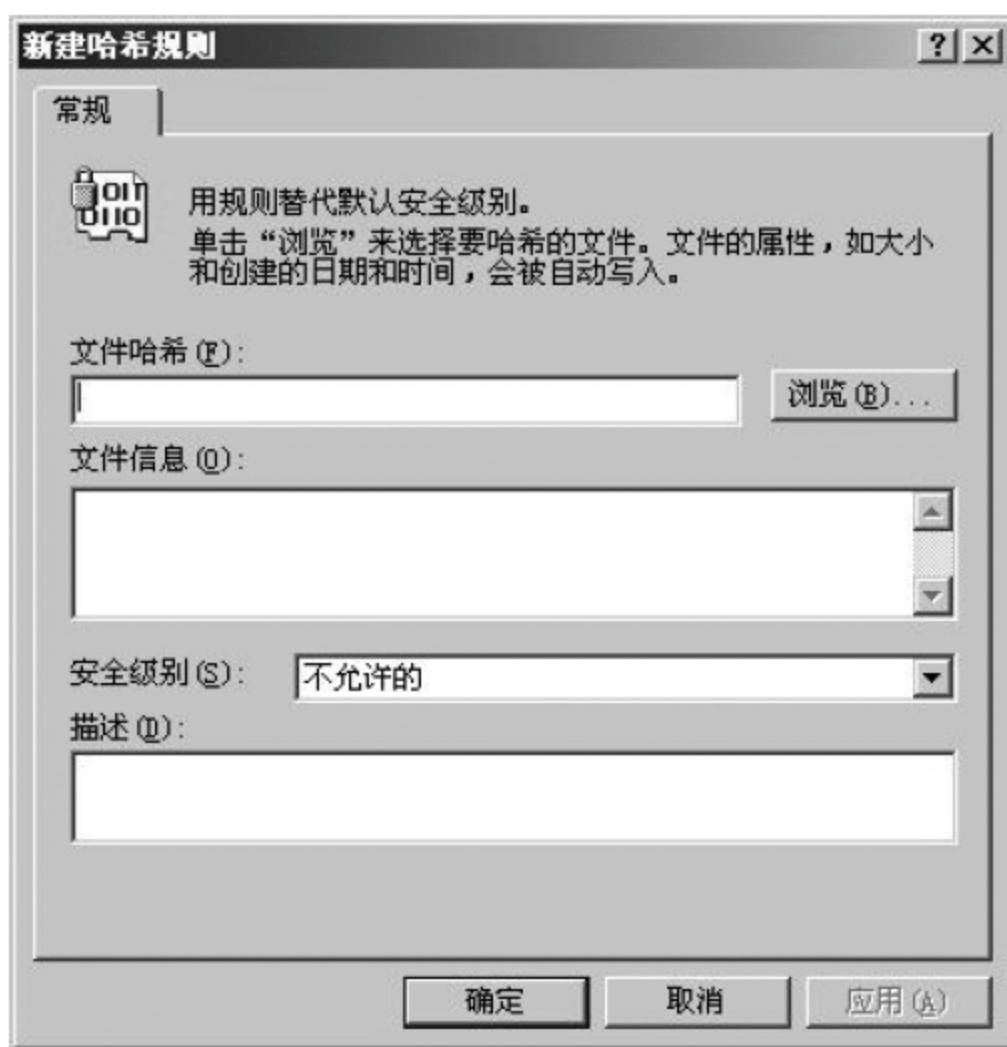 新建哈希规则
常规
用规则替代默认安全级别。
单击“浏览”来选择要哈希的文件。文件的属性，如大小
和创建的日期和时间，会被自动写入。
文件哈希(F):
浏览(B)...
文件信息(O):
安全级别(S):
不允许的
描述(D):
确定
取消
应用(A)